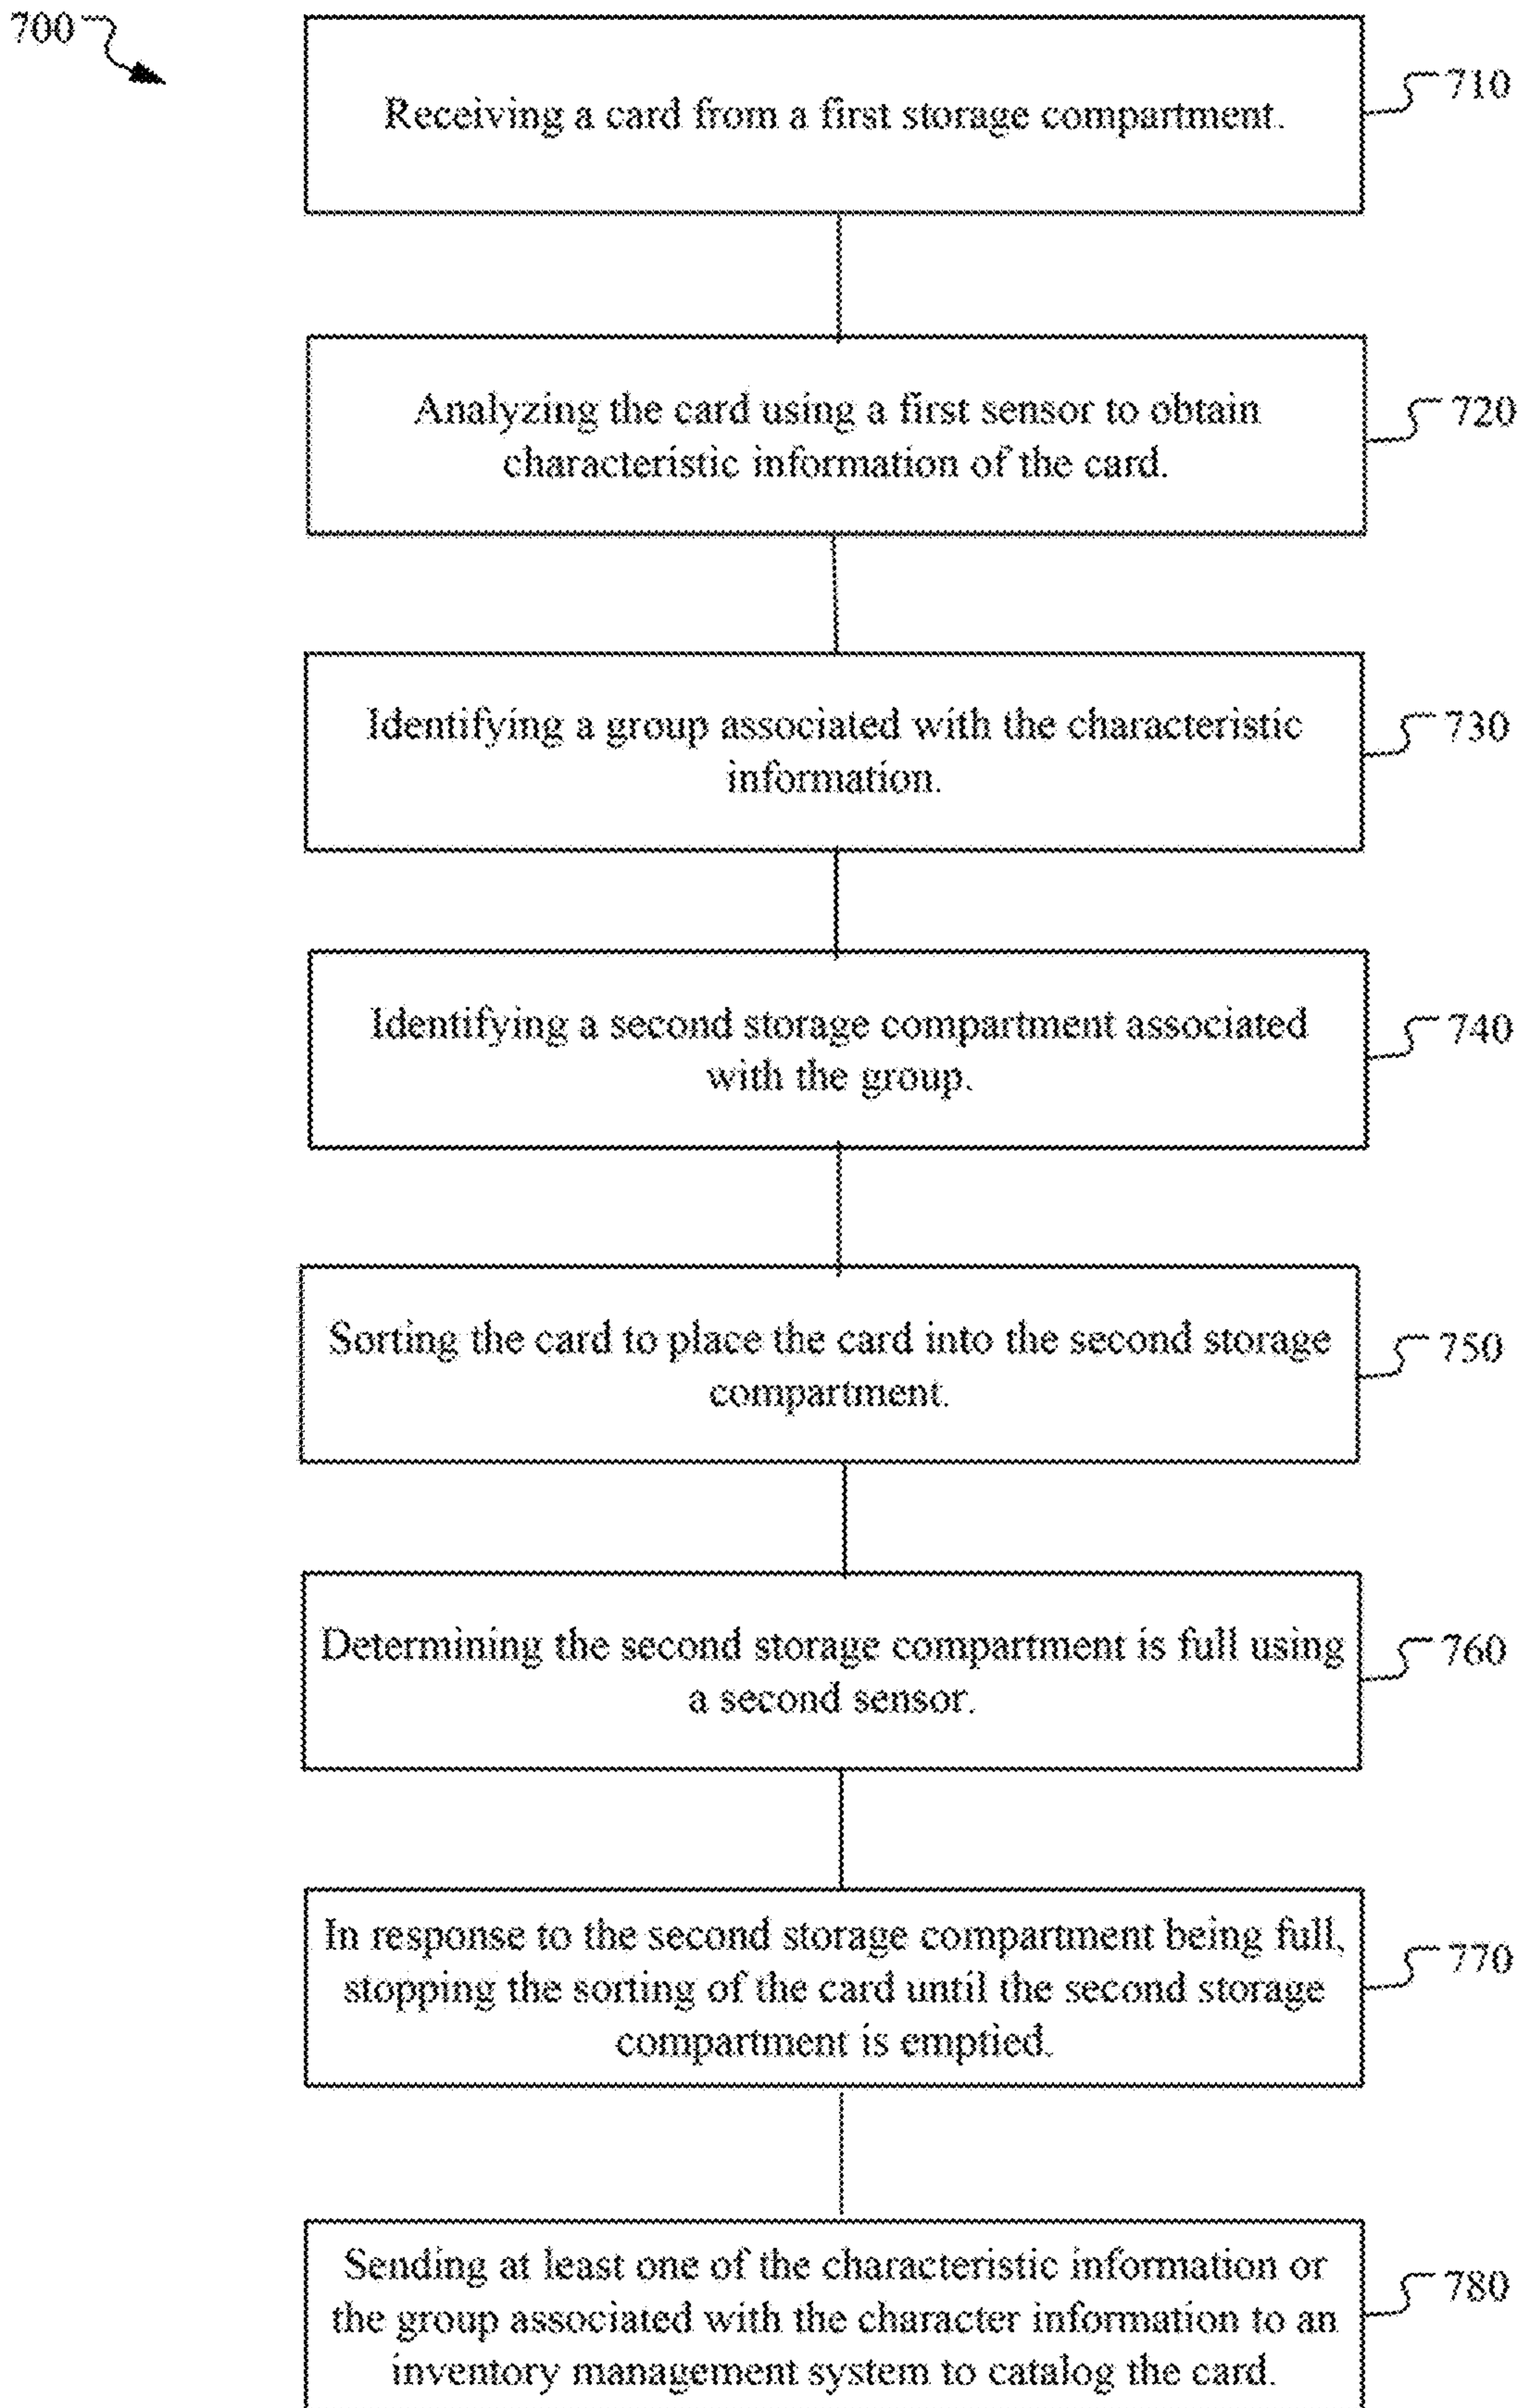 700
Receiving a card from a first storage compartment.
710
Analyzing the card using a first sensor to obtain
characteristic information of the card.
720
Identifying a group associated with the characteristic
information.
730
Identifying a second storage compartment associated
with the group.
740
Sorting the card to place the card into the second storage
compartment.
750
Determining the second storage compartment is full using
a second sensor.
760
In response to the second storage compartment being full,
stopping the sorting of the card until the second storage
compartment is emptied.
770
Sending at least one of the characteristic information or
the group associated with the character information to an
inventory management system to catalog the card.
780